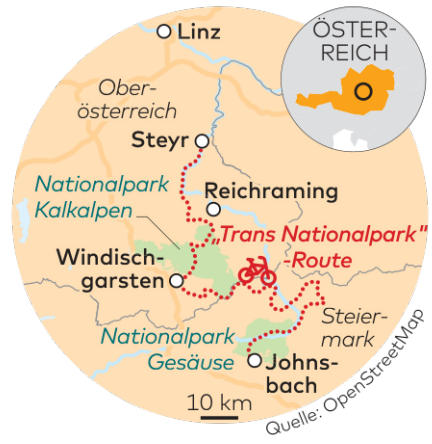 Linz
ÖSTER-
REICH
Ober-
österreich
Steyr
Nationalpark
Kalkalpen
Reichraming
„Trans Nationalpark"
-Route
Windisch-
garsten
Steier-
mark
Nationalpark
Gesäuse
Johns-
bach
10 km
Quelle: OpenStreetMap